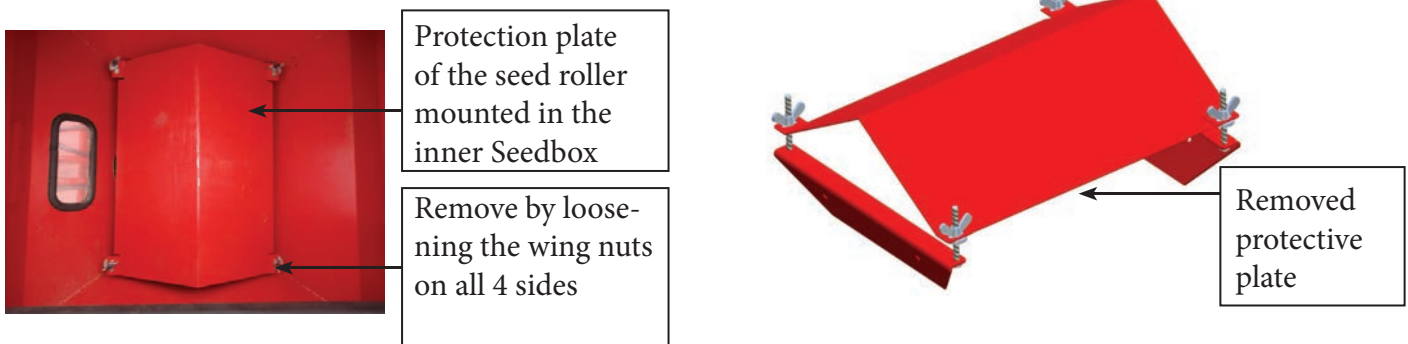 Protection plate
of the seed roller
mounted in the
inner Seedbox
Remove by loose-
ning the wing nuts
on all 4 sides
Removed
protective
plate